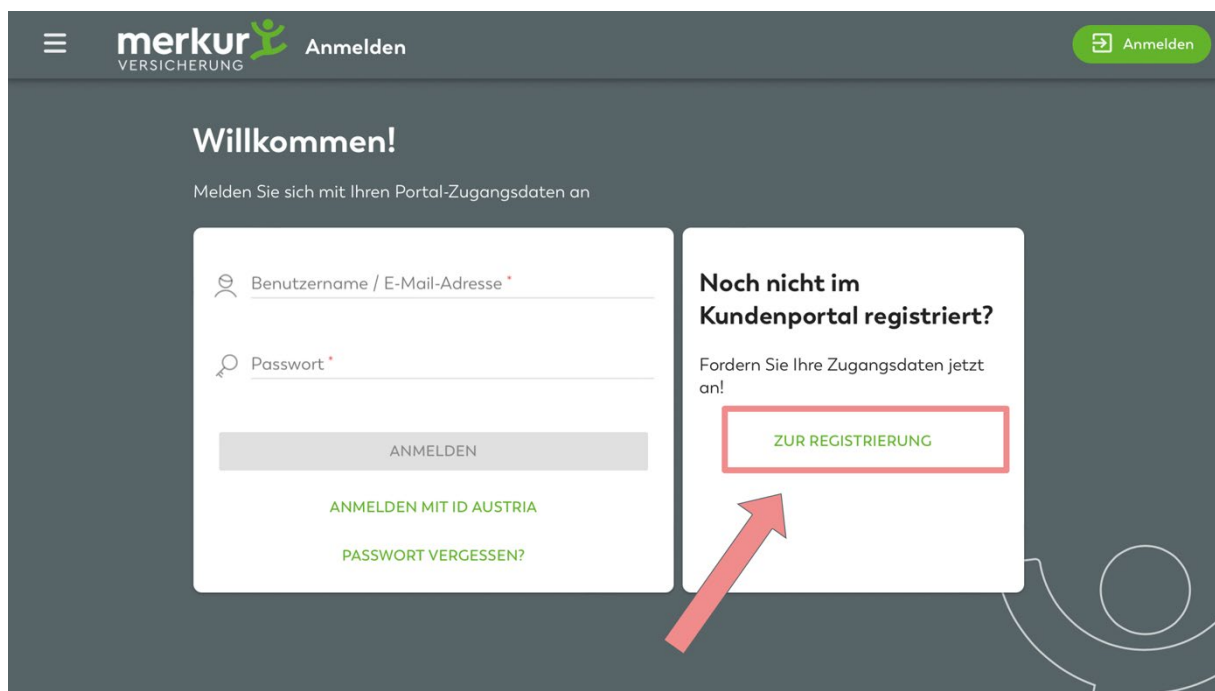 merkur
VERSICHERUNG
Anmelden
Anmelden
Willkommen!
Melden Sie sich mit Ihren Portal-Zugangsdaten an
Benutzername / E-Mail-Adresse *
Passwort *
ANMELDEN
ANMELDEN MIT ID AUSTRIA
PASSWORT VERGESSEN?
Noch nicht im
Kundenportal registriert?
Fordern Sie Ihre Zugangsdaten jetzt
an!
ZUR REGISTRIERUNG